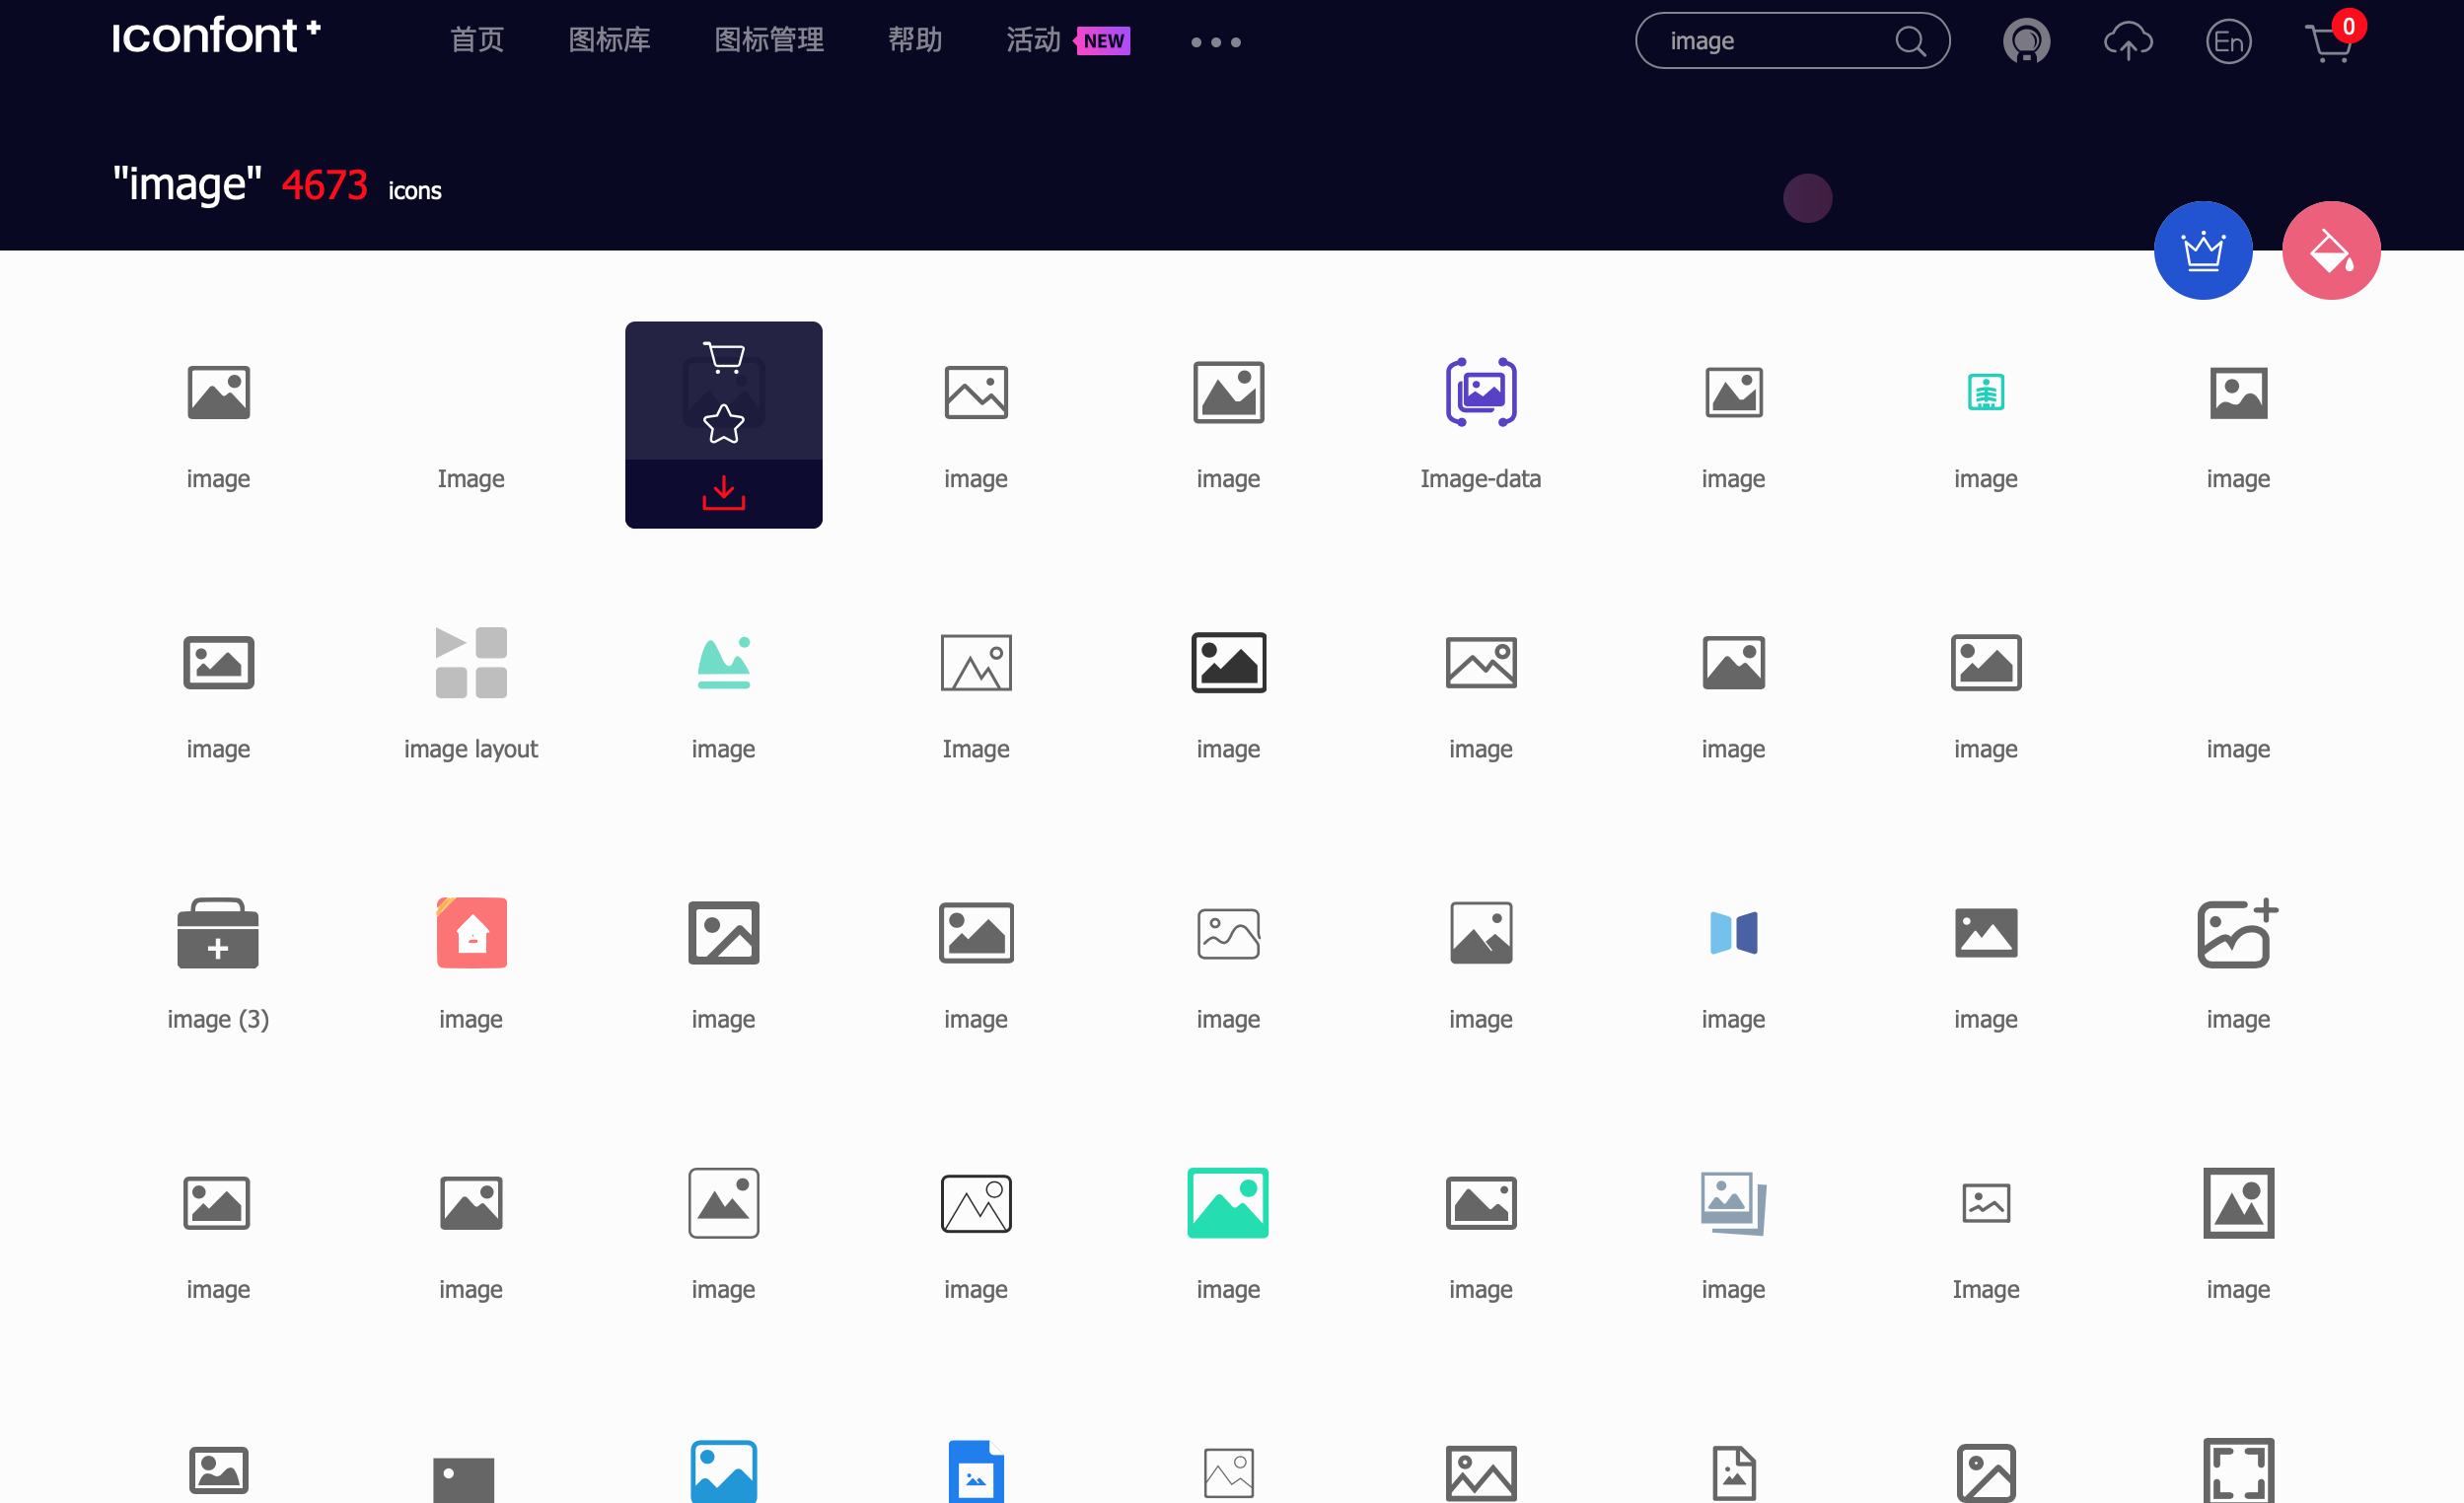 iconfont+
首页 图标库 图标管理 帮助 活动 NEW image En 0
"image" 4673 icons
image Image image image Image-data image image image
image image layout image Image image image image image image
image (3) image image image image image image image image
image image image image image image image Image image